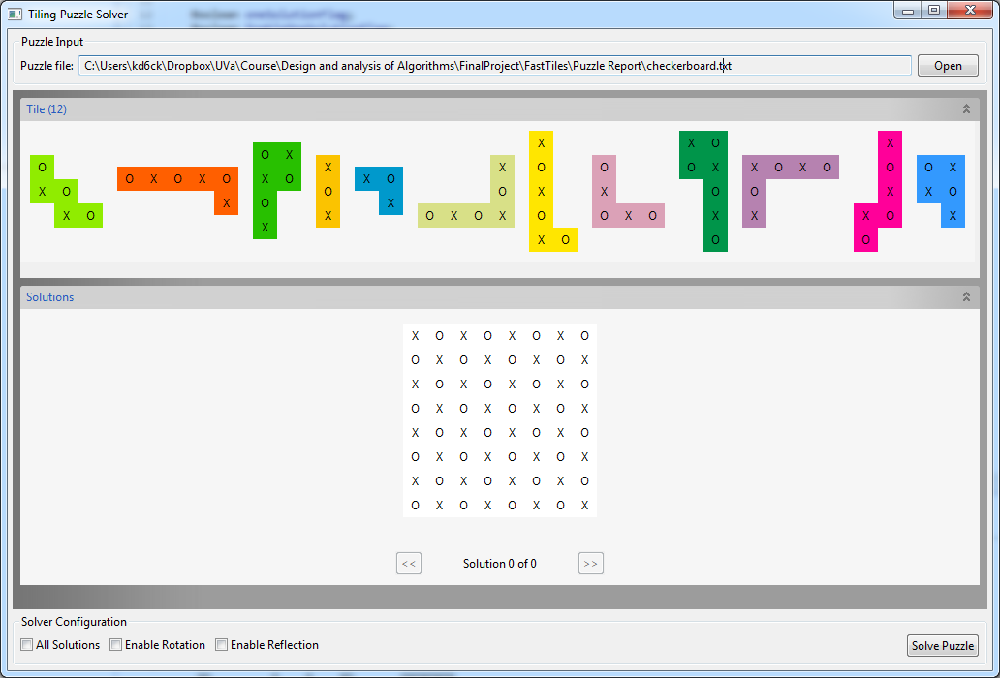 Tiling Puzzle Solver
Puzzle Input
Puzzle file: C:\Users\kd6ck\Dropbox\UVa\Course\Design and analysis of Algorithms\FinalProject\FastTiles\Puzzle Report\checkerboard.txt Open
Tile (12)
X X O X
O X
O X X O O O X X O X O O O X
O X O X O X O X O
X O O O X X O O X X O
X O X
X O X O X O X O O X O X X X O X
X
X O O O
Solutions
X O X O X O X O
O X O X O X O X
X O X O X O X O
O X O X O X O X
X O X O X O X O
O X O X O X O X
X O X O X O X O
O X O X O X O X
<< Solution 0 of 0 >>
Solver Configuration
All Solutions Enable Rotation Enable Reflection Solve Puzzle